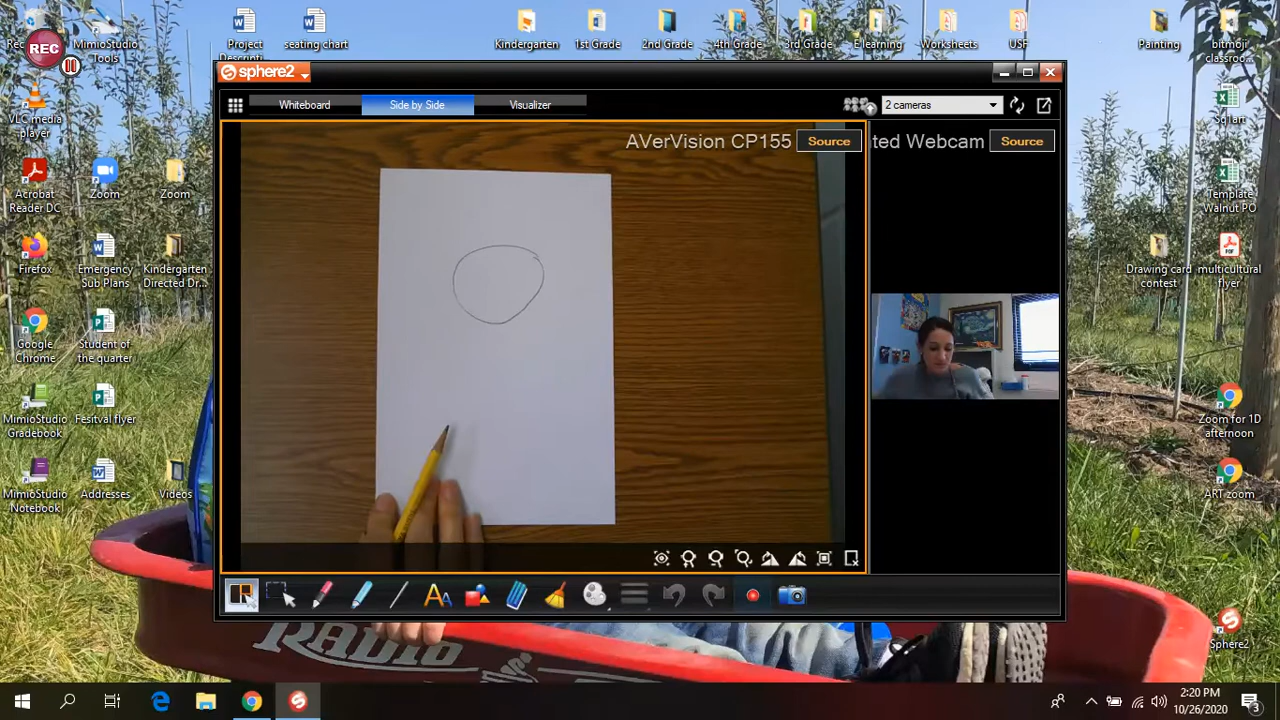 REC
MimioStudio Tools
Project Descripti...
seating chart
Kindergarten
1st Grade
2nd Grade
4th Grade
3rd Grade
E learning
Worksheets
USF
Painting
bitmoji classroo...
sphere2
Whiteboard
Side by Side
Visualizer
2 cameras
AVerVision CP155
Source
ated Webcam
Source
VLC media player
Acrobat Reader DC
Zoom
Zoom
Firefox
Emergency Sub Plans
Kindergarten Directed Dr...
Google Chrome
Student of the quarter
MimioStudio Gradebook
Fesitval flyer
MimioStudio Notebook
Addresses
Videos
Template Walnut PO
Drawing card contest
multicultural flyer
Zoom for 1D afternoon
ART zoom
Sphere2
RADIO
2:20 PM
10/26/2020
3